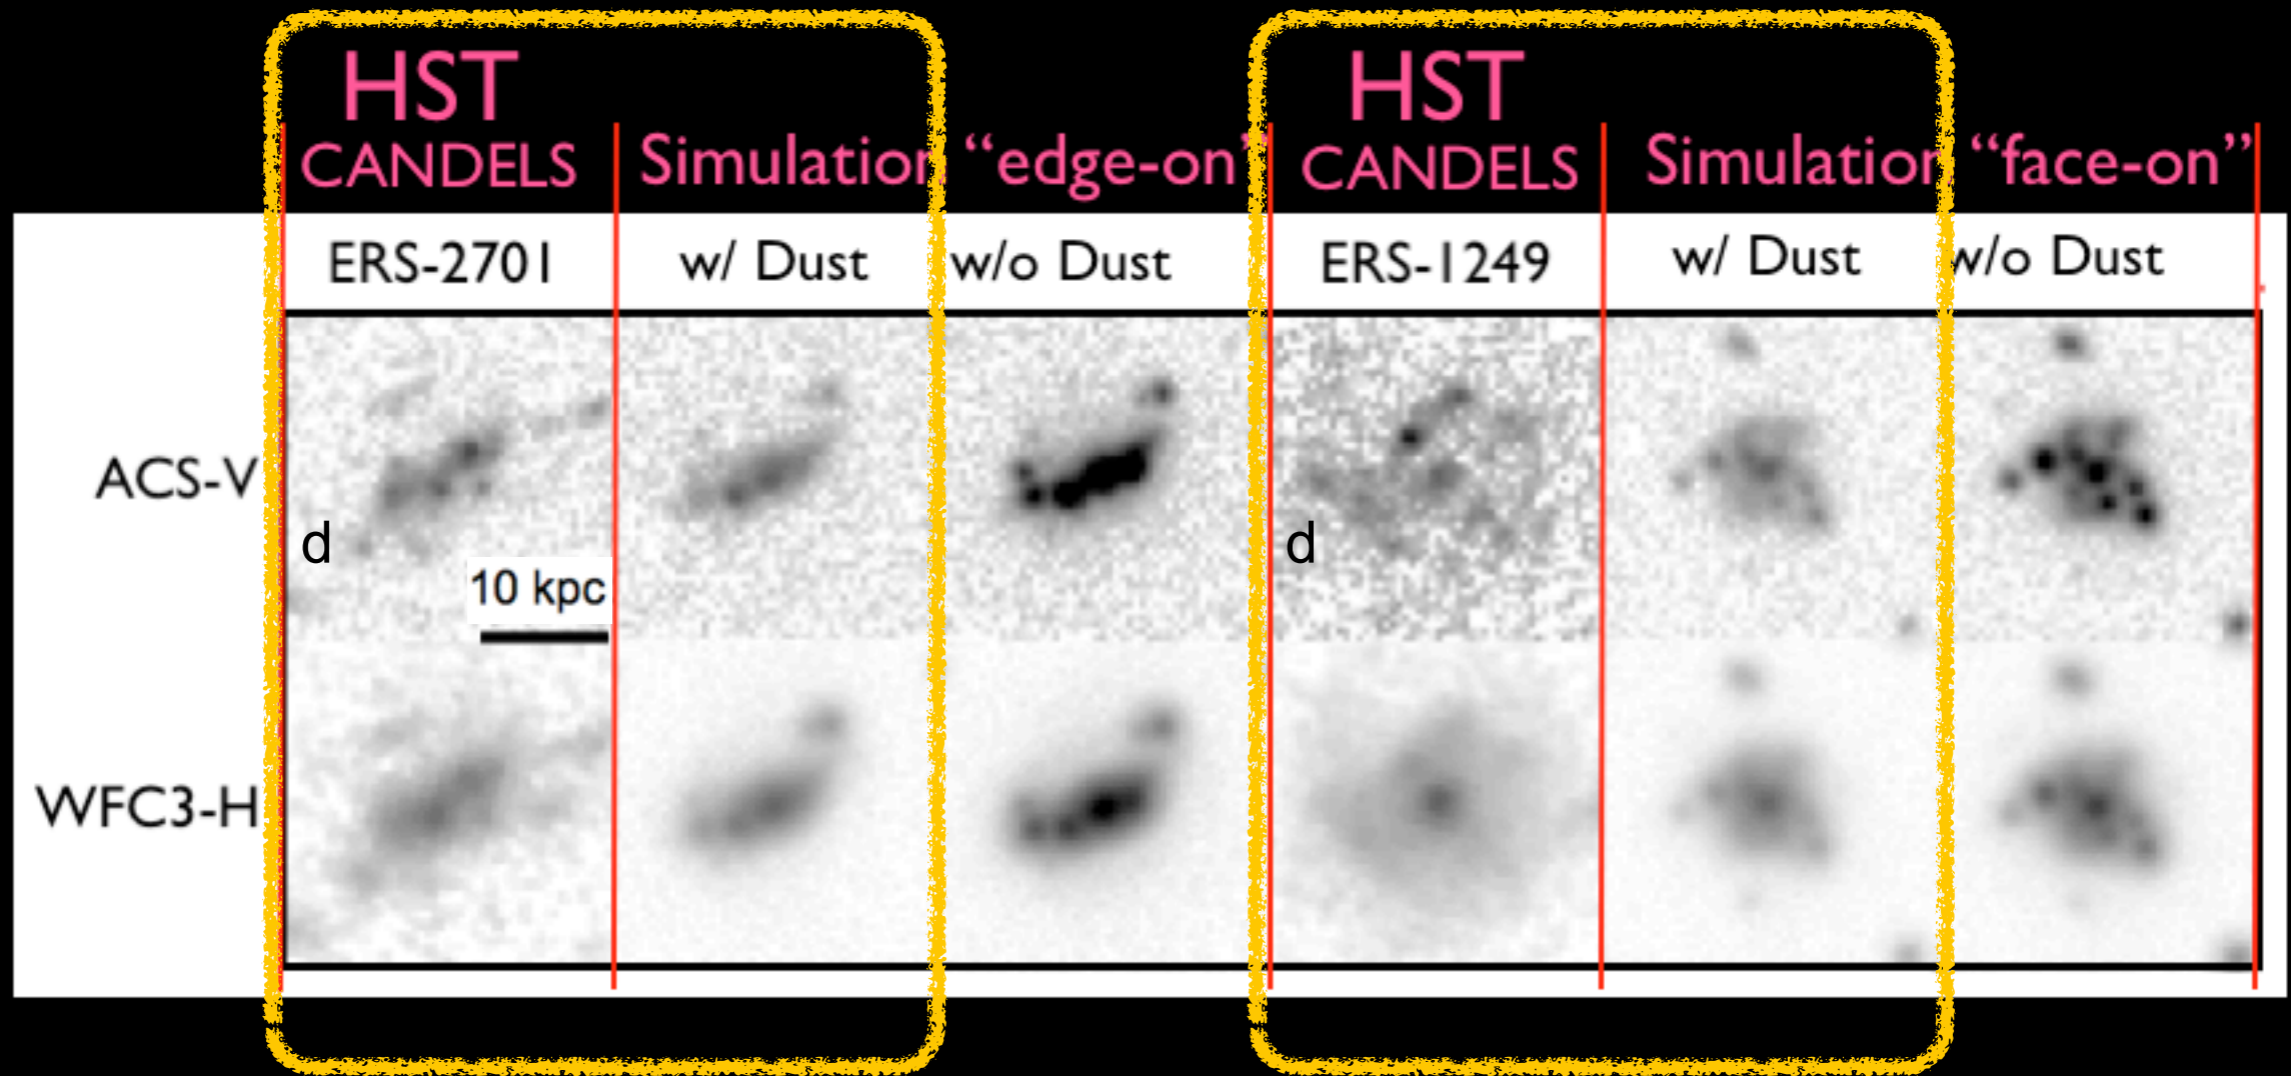 HST HST
CANDELS Simulation “edge-on” CANDELS Simulation “face-on”
ERS-2701 w/ Dust w/o Dust ERS-1249 w/ Dust w/o Dust
ACS-V
d d
10 kpc
WFC3-H